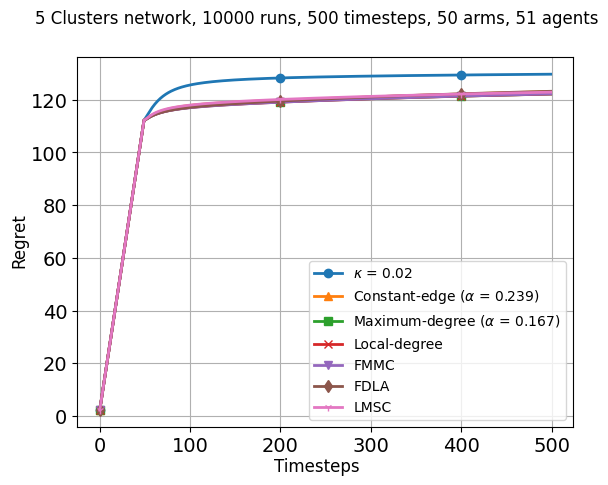 5 Clusters network, 10000 runs, 500 timesteps, 50 arms, 51 agents
Regret
120
100
80
60
40
20
0
κ = 0.02
Constant-edge (α = 0.239)
Maximum-degree (α = 0.167)
Local-degree
FMMC
FDLA
LMSC
0 100 200 300 400 500
Timesteps